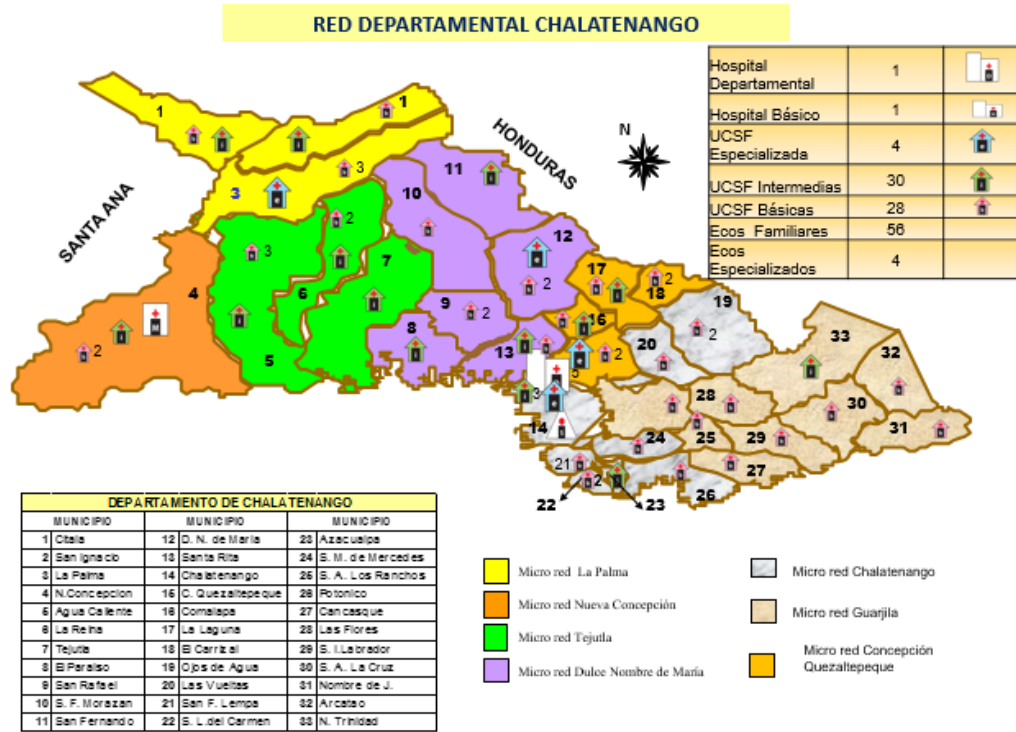 RED DEPARTAMENTAL CHALATENANGO
Hospital Departamental 1
Hospital Básico 1
UCSF Especializada 4
UCSF Intermedias 30
UCSF Básicas 28
Ecos Familiares 56
Ecos Especializados 4
N
HONDURAS
SANTA ANA
1
1
3
3
2
3
4
2
5
6
7
8
9
2
10
11
12
2
13
3
14
5
16
2
17
18
2
19
2
20
21
22
2
23
24
25
26
27
28
29
30
31
32
33
DEPARTAMENTO DE CHALATENANGO
MUNICIPIO MUNICIPIO MUNICIPIO
1 Citala 12 D. N. de Maria 23 Azacualpa
2 San Ignacio 13 Santa Rita 24 S. M. de Mercedes
3 La Palma 14 Chalatenango 25 S. A. Los Ranchos
4 N.Concepcion 15 C. Quezaltepeque 26 Potonico
5 Agua Caliente 16 Comalapa 27 Cancasque
6 La Reina 17 La Laguna 28 Las Flores
7 Tejutla 18 El Carrizal 29 S. I.Labrador
8 El Paraiso 19 Ojos de Agua 30 S. A. La Cruz
9 San Rafael 20 Las Vueltas 31 Nombre de J.
10 S. F. Morazan 21 San F. Lempa 32 Arcatao
11 San Fernando 22 S. L.del Carmen 33 N. Trinidad
Micro red La Palma
Micro red Nueva Concepción
Micro red Tejutla
Micro red Dulce Nombre de María
Micro red Chalatenango
Micro red Guarjila
Micro red Concepción
Quezaltepeque